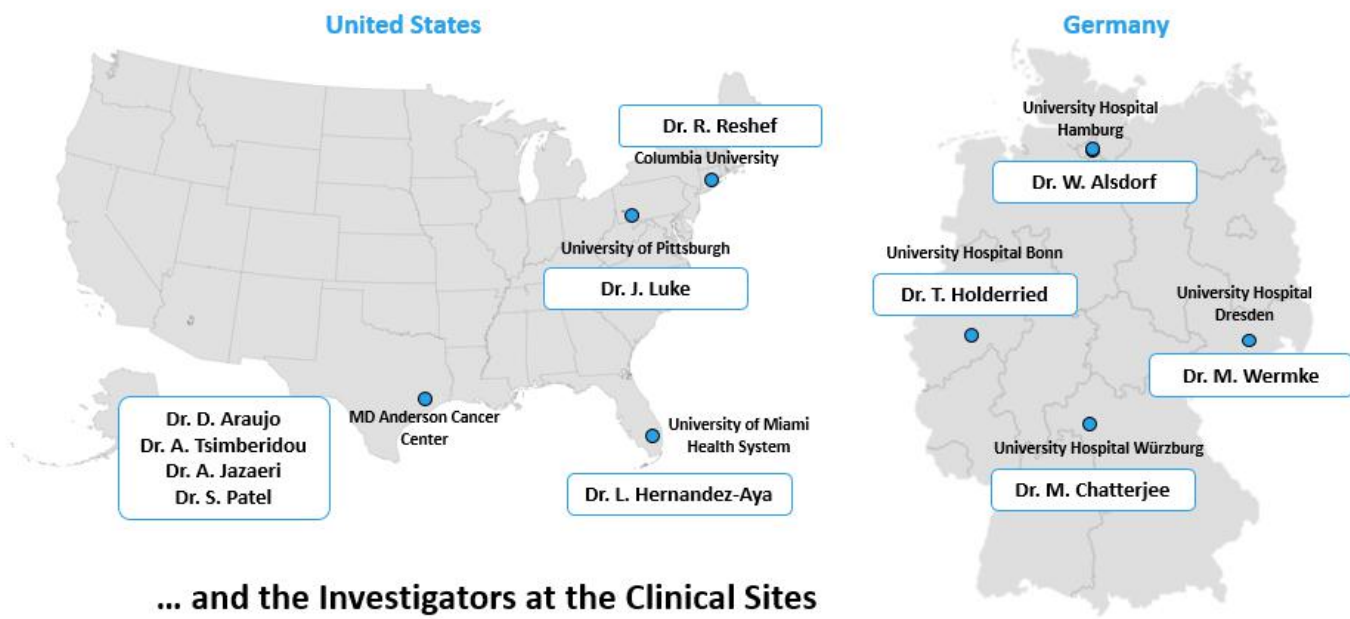 United States
Dr. R. Reshef
Columbia University
University of Pittsburgh
Dr. J. Luke
Dr. D. Araujo
Dr. A. Tsimberidou
Dr. A. Jazaeri
Dr. S. Patel
MD Anderson Cancer
Center
University of Miami
Health System
Dr. L. Hernandez-Aya
Germany
University Hospital
Hamburg
Dr. W. Alsdorf
University Hospital Bonn
Dr. T. Holderried
University Hospital
Dresden
Dr. M. Wermke
University Hospital Würzburg
Dr. M. Chatterjee
... and the Investigators at the Clinical Sites